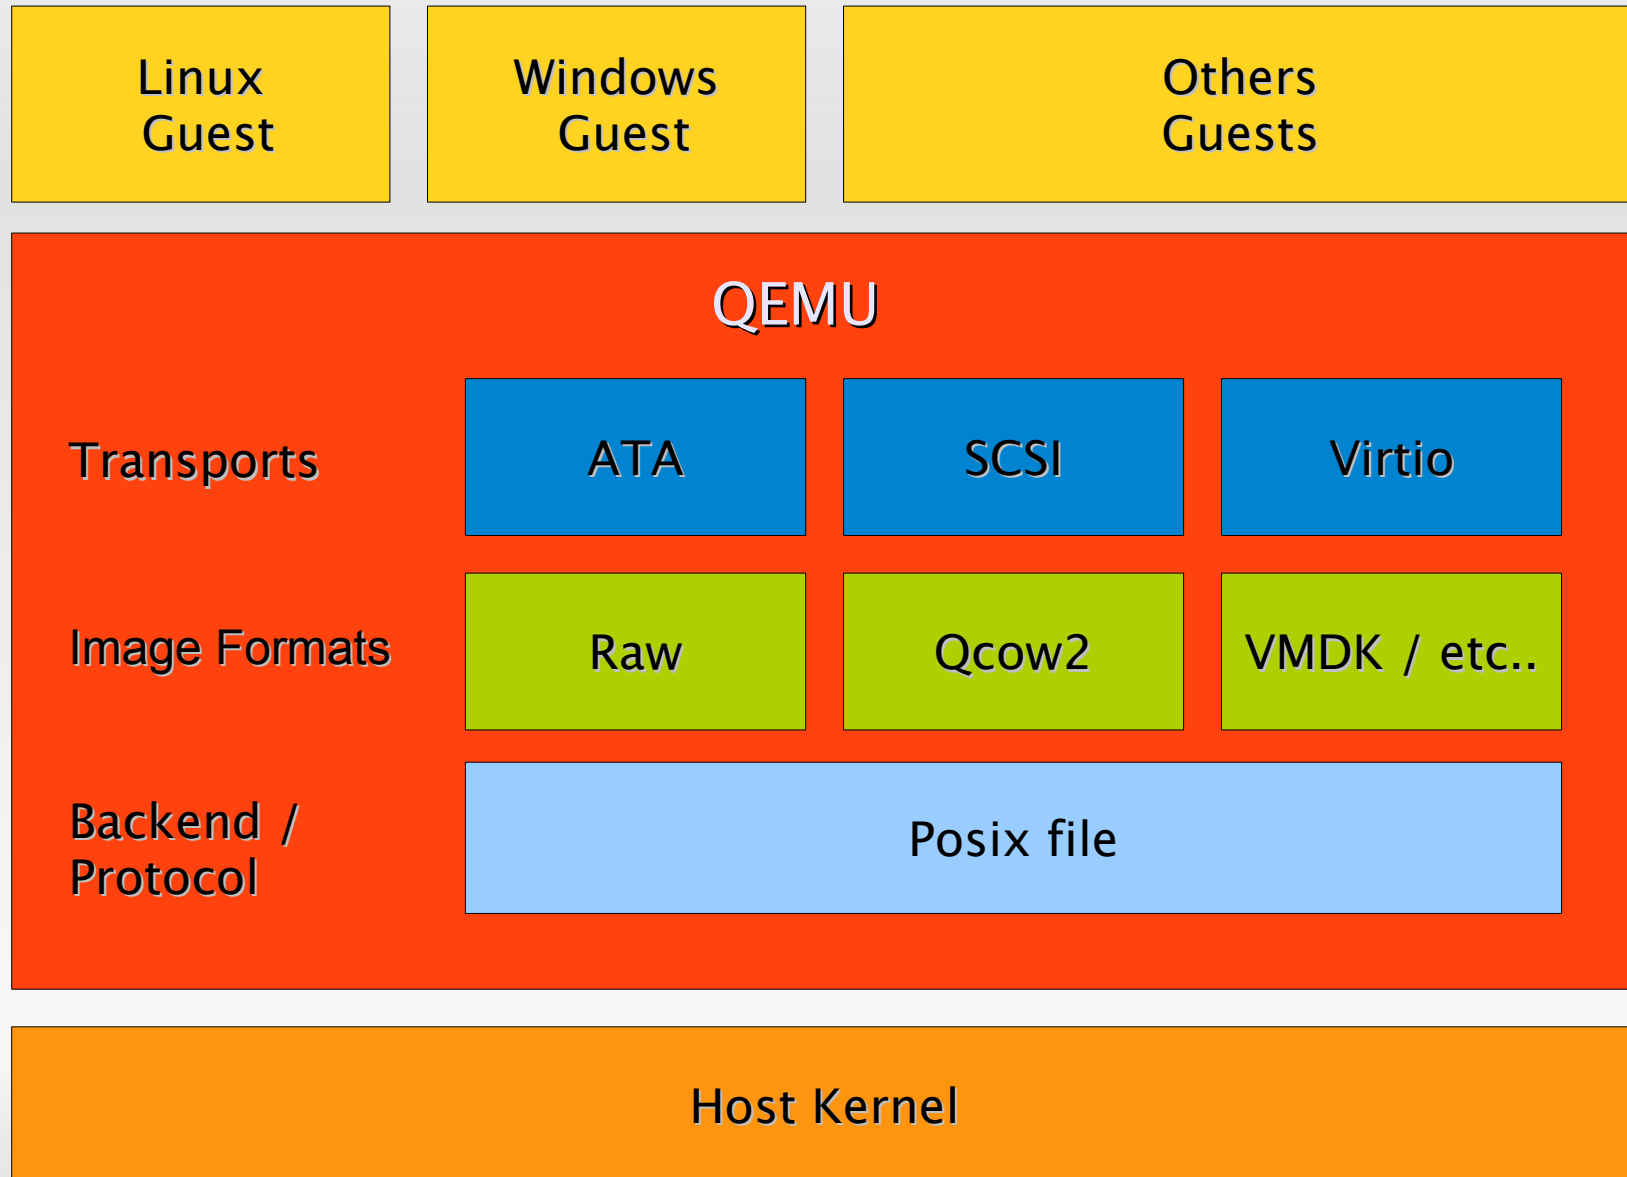 Linux
Guest
Windows
Guest
Others
Guests
QEMU
Transports
ATA
SCSI
Virtio
Image Formats
Raw
Qcow2
VMDK / etc..
Backend /
Protocol
Posix file
Host Kernel